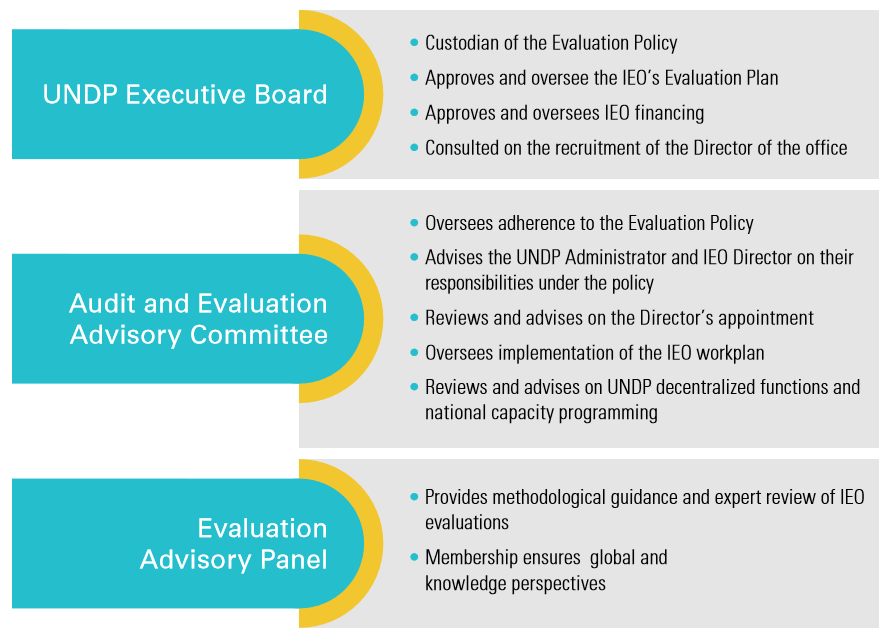 UNDP Executive Board
• Custodian of the Evaluation Policy
• Approves and oversee the IEO's Evaluation Plan
• Approves and oversees IEO financing
• Consulted on the recruitment of the Director of the office
Audit and Evaluation
Advisory Committee
• Oversees adherence to the Evaluation Policy
• Advises the UNDP Administrator and IEO Director on their
responsibilities under the policy
• Reviews and advises on the Director's appointment
• Oversees implementation of the IEO workplan
• Reviews and advises on UNDP decentralized functions and
national capacity programming
Evaluation
Advisory Panel
• Provides methodological guidance and expert review of IEO
evaluations
• Membership ensures  global and
knowledge perspectives